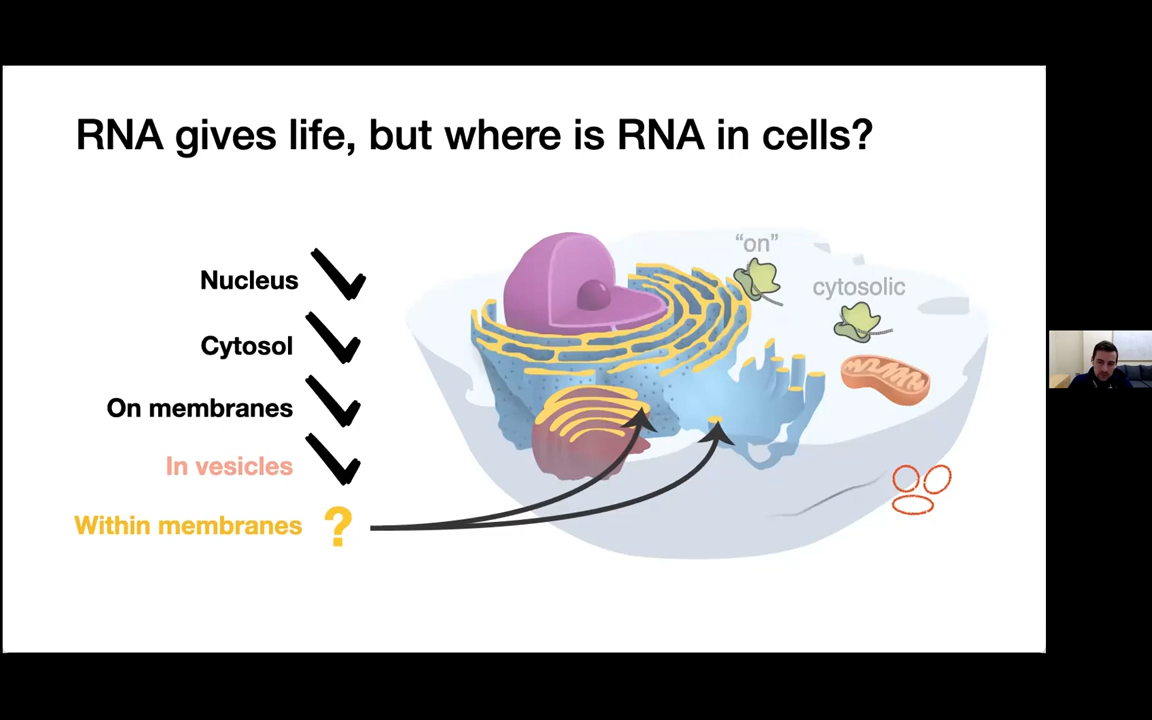 RNA gives life, but where is RNA in cells?
"on"
Nucleus
cytosolic
Cytosol
On membranes
In vesicles
Within membranes ?